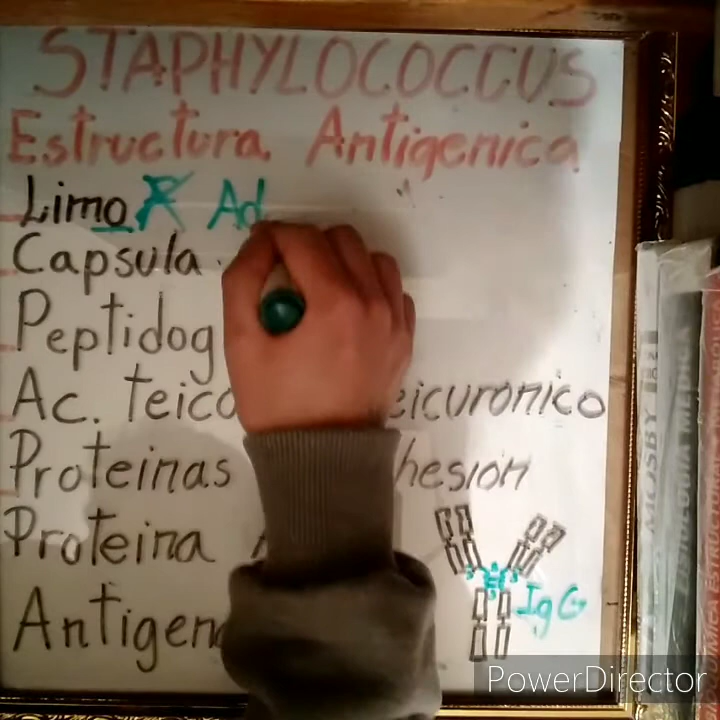 STAPHYLOCOCCUS
Estructura. Antigenica
Limo Ad
Capsula
Peptidog
Ac. teico eicuronico
Proteinas hesion
Proteina
Antigen
IgG
MOSBY
PowerDirector